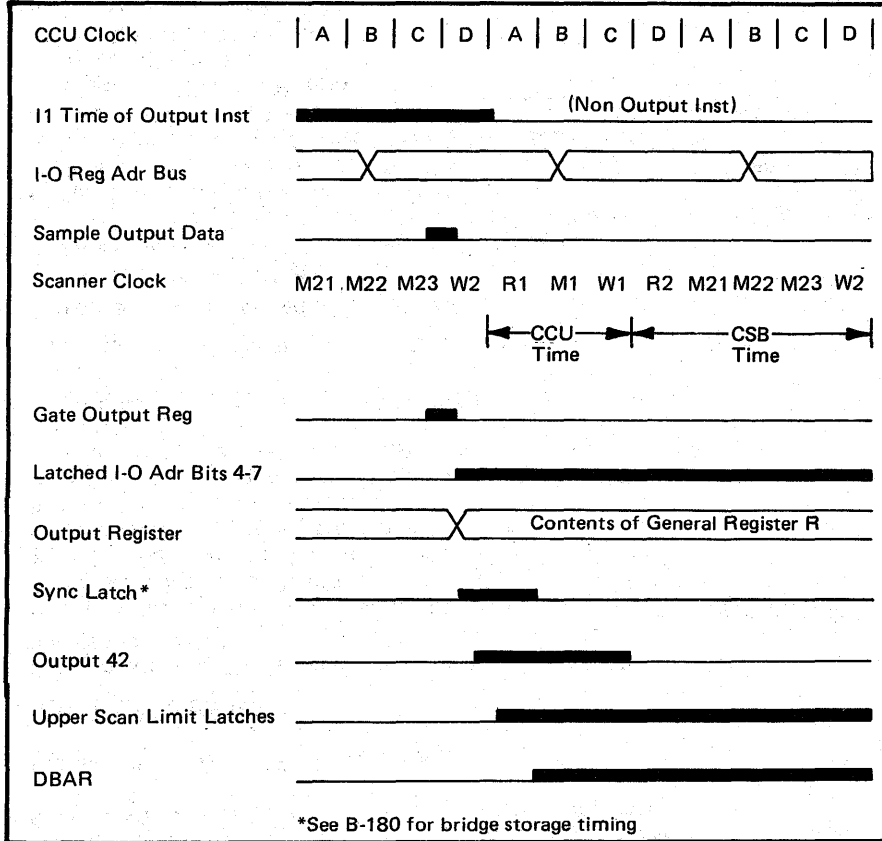 CCU Clock | A | B | C | D | A | B | C | D | A | B | C | D |
I1 Time of Output Inst (Non Output Inst)
I-O Reg Adr Bus
Sample Output Data
Scanner Clock M21 M22 M23 W2 R1 M1 W1 R2 M21 M22 M23 W2
CCU Time CSB Time
Gate Output Reg
Latched I-O Adr Bits 4-7
Output Register Contents of General Register R
Sync Latch*
Output 42
Upper Scan Limit Latches
DBAR
*See B-180 for bridge storage timing